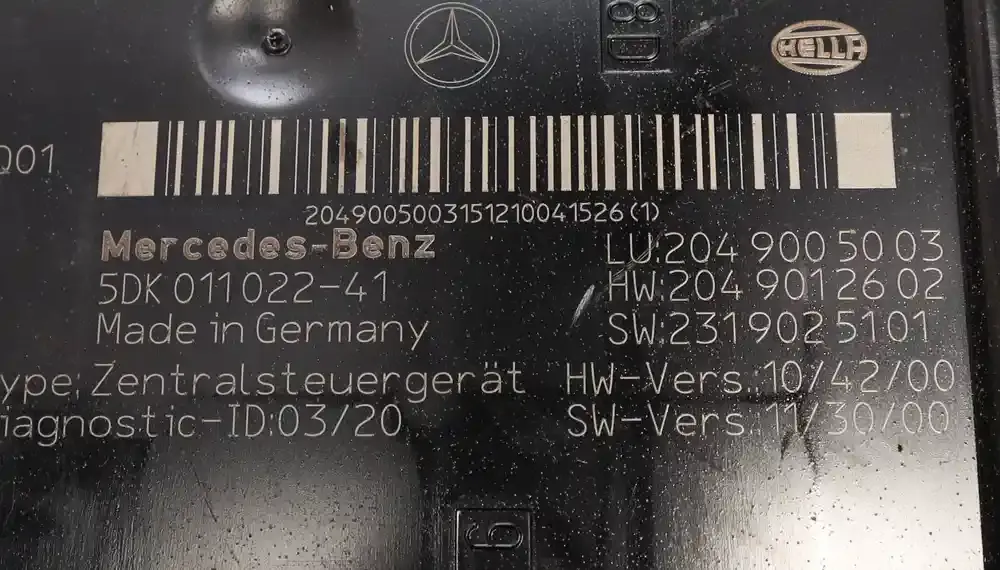 D8
HELLA
Q01
2049005003151210041526(1)
Mercedes-Benz
LU:204 900 50 03
5DK 011 022-41
HW:204 901 26 02
Made in Germany
SW:231 902 51 01
ype: Zentralsteuergerät
HW-Vers.:10/42/00
iagnostic-ID:03/20
SW-Vers.:11/30/00
6